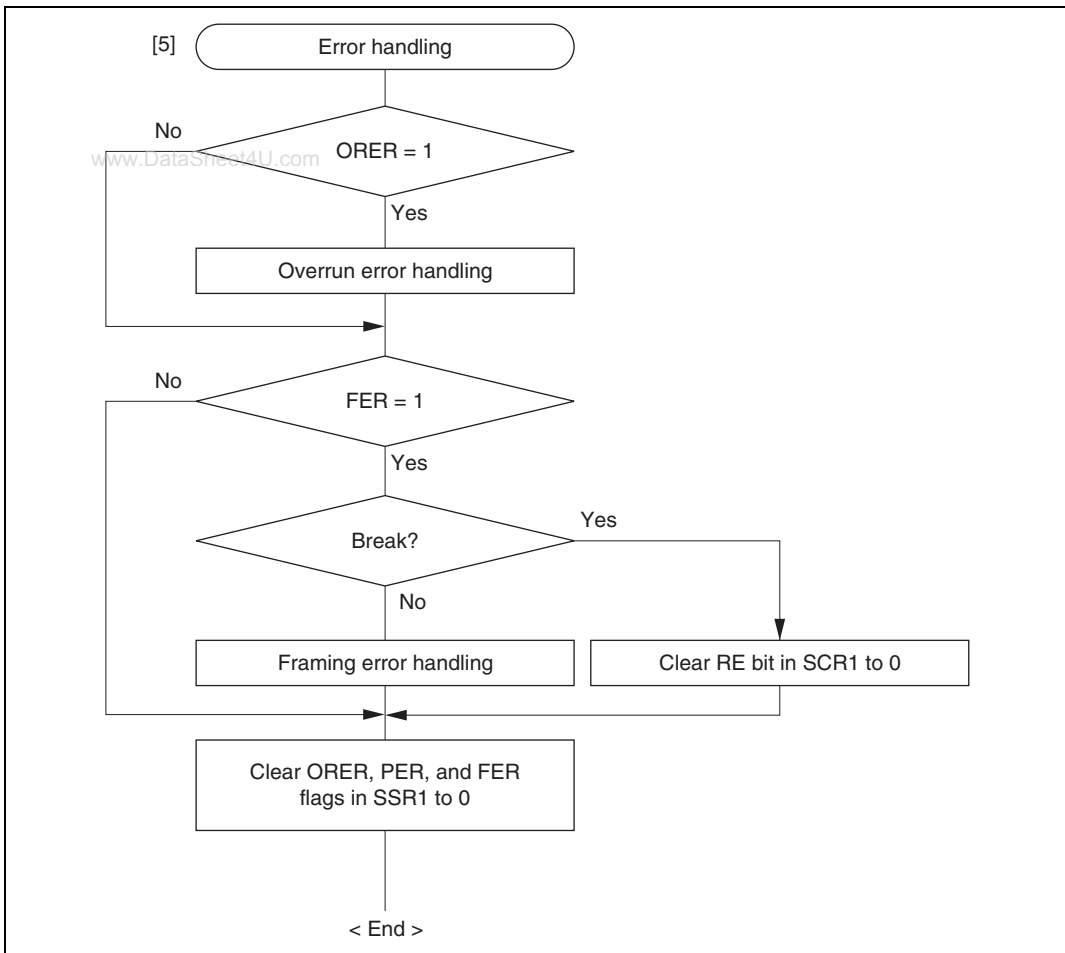 [5] Error handling
No
ORER = 1
www.DataSheet4U.com
Yes
Overrun error handling
No
FER = 1
Yes
Yes
Break?
No
Framing error handling
Clear RE bit in SCR1 to 0
Clear ORER, PER, and FER
flags in SSR1 to 0
< End >